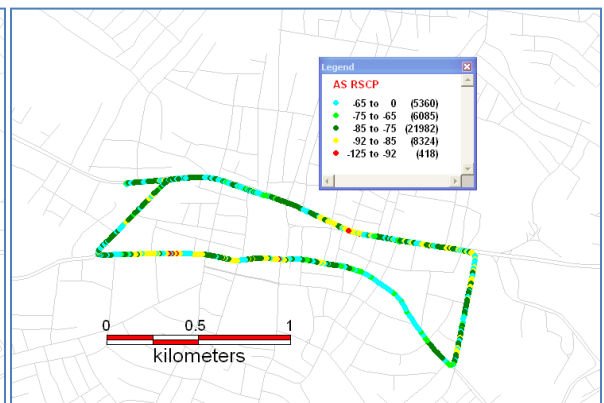 Legend
AS RSCP
-65 to 0 (5360)
-75 to -65 (6085)
-85 to -75 (21982)
-92 to -85 (8324)
-125 to -92 (418)
0 0.5 1
kilometers